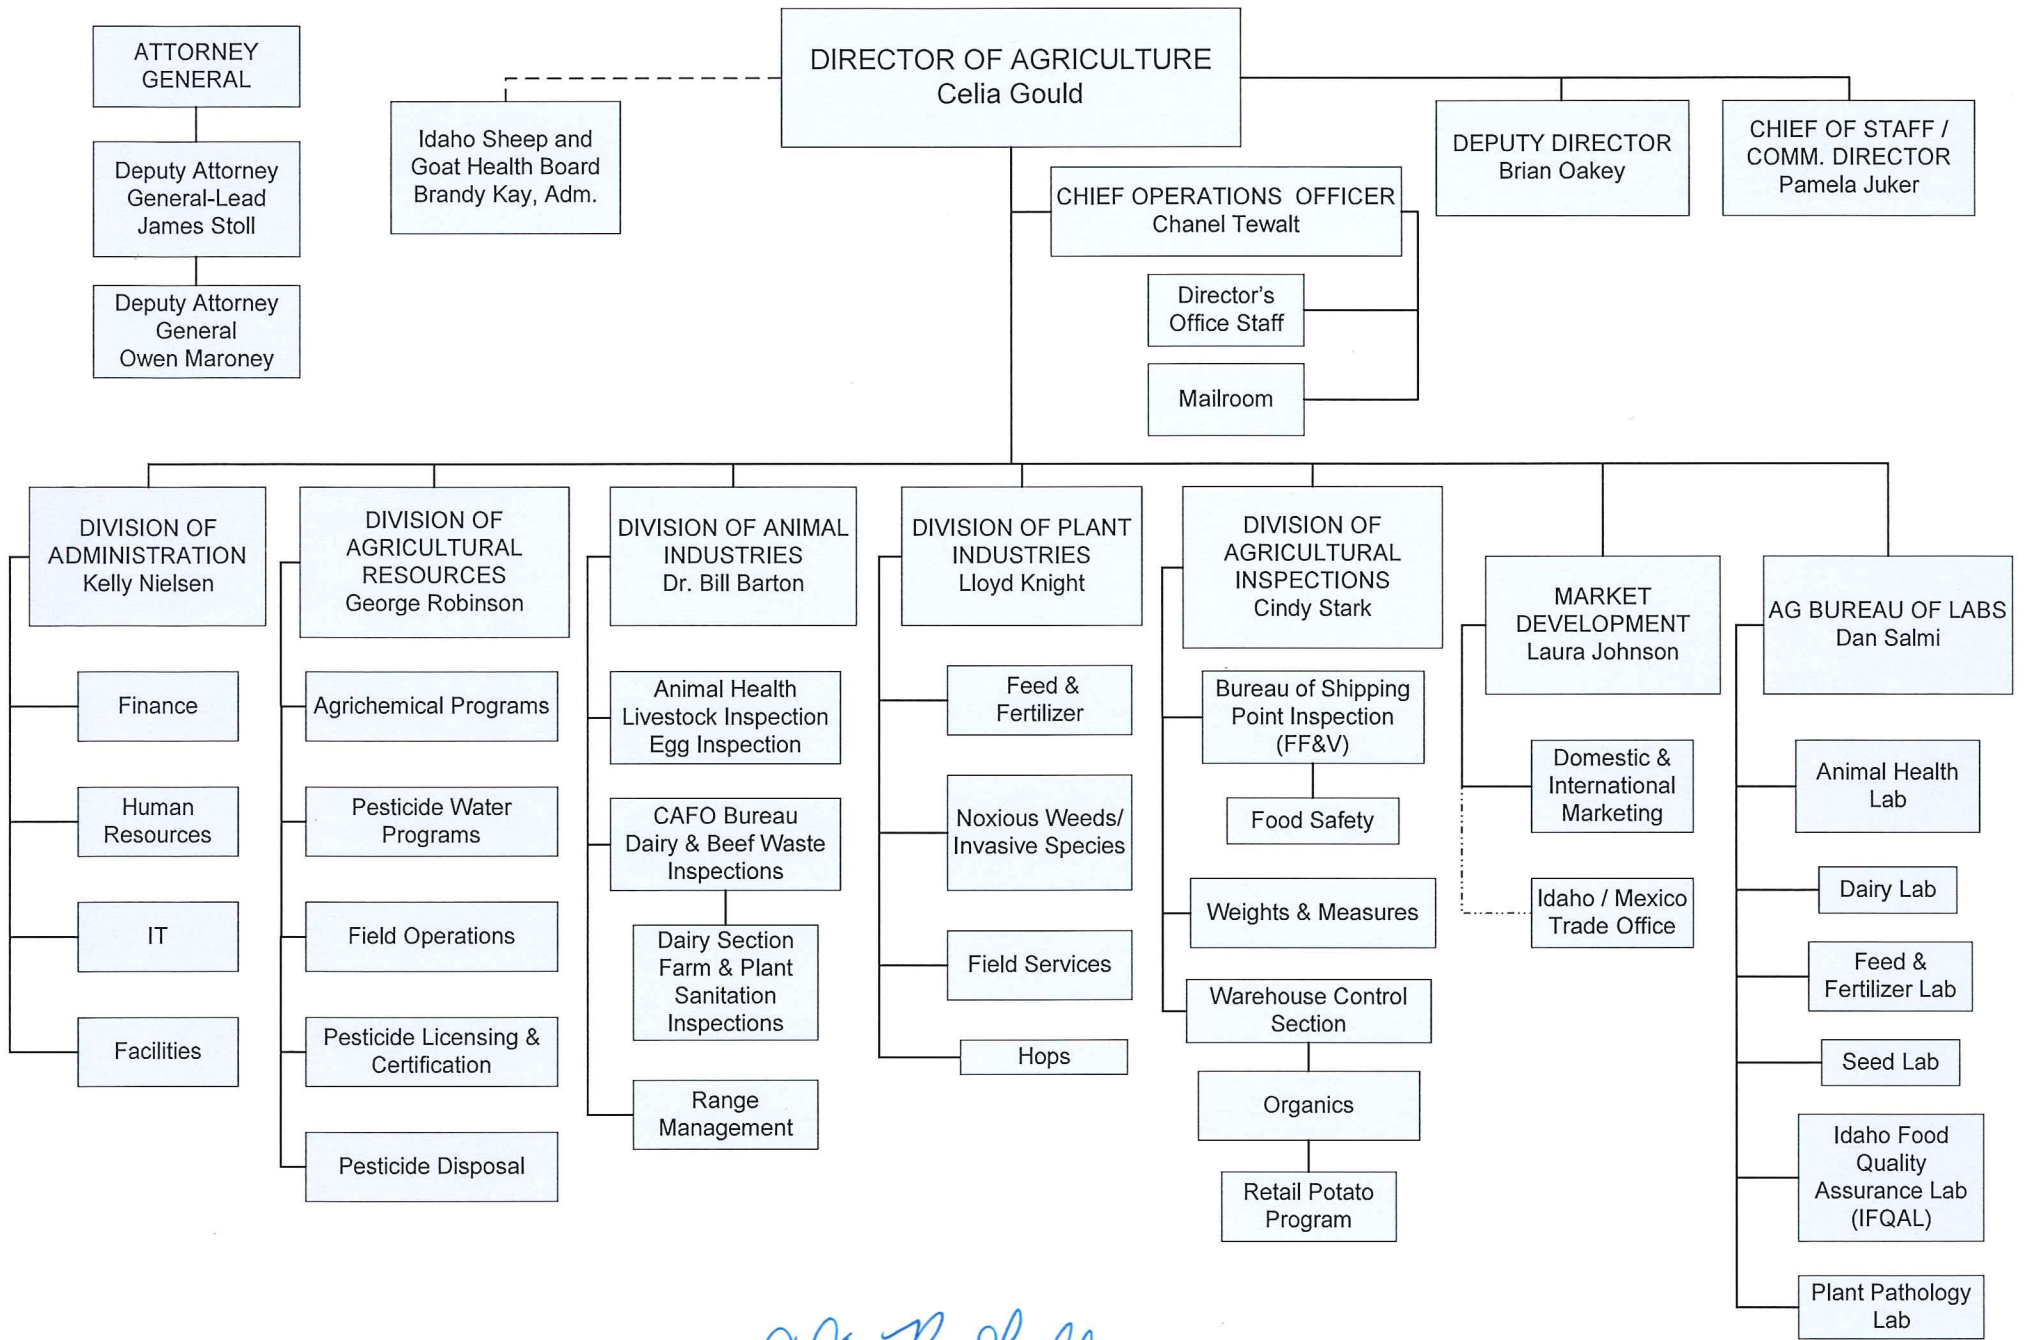 ATTORNEY
GENERAL
Deputy Attorney
General-Lead
James Stoll
Deputy Attorney
General
Owen Maroney
Idaho Sheep and
Goat Health Board
Brandy Kay, Adm.
DIRECTOR OF AGRICULTURE
Celia Gould
DEPUTY DIRECTOR
Brian Oakey
CHIEF OF STAFF /
COMM. DIRECTOR
Pamela Juker
CHIEF OPERATIONS OFFICER
Chanel Tewalt
Director's
Office Staff
Mailroom
DIVISION OF
ADMINISTRATION
Kelly Nielsen
Finance
Human
Resources
IT
Facilities
DIVISION OF
AGRICULTURAL
RESOURCES
George Robinson
Agrichemical Programs
Pesticide Water
Programs
Field Operations
Pesticide Licensing &
Certification
Pesticide Disposal
DIVISION OF ANIMAL
INDUSTRIES
Dr. Bill Barton
Animal Health
Livestock Inspection
Egg Inspection
CAFO Bureau
Dairy & Beef Waste
Inspections
Dairy Section
Farm & Plant
Sanitation
Inspections
Range
Management
DIVISION OF PLANT
INDUSTRIES
Lloyd Knight
Feed &
Fertilizer
Noxious Weeds/
Invasive Species
Field Services
Hops
DIVISION OF
AGRICULTURAL
INSPECTIONS
Cindy Stark
Bureau of Shipping
Point Inspection
(FF&V)
Food Safety
Weights & Measures
Warehouse Control
Section
Organics
Retail Potato
Program
MARKET
DEVELOPMENT
Laura Johnson
Domestic &
International
Marketing
Idaho / Mexico
Trade Office
AG BUREAU OF LABS
Dan Salmi
Animal Health
Lab
Dairy Lab
Feed &
Fertilizer Lab
Seed Lab
Idaho Food
Quality
Assurance Lab
(IFQAL)
Plant Pathology
Lab